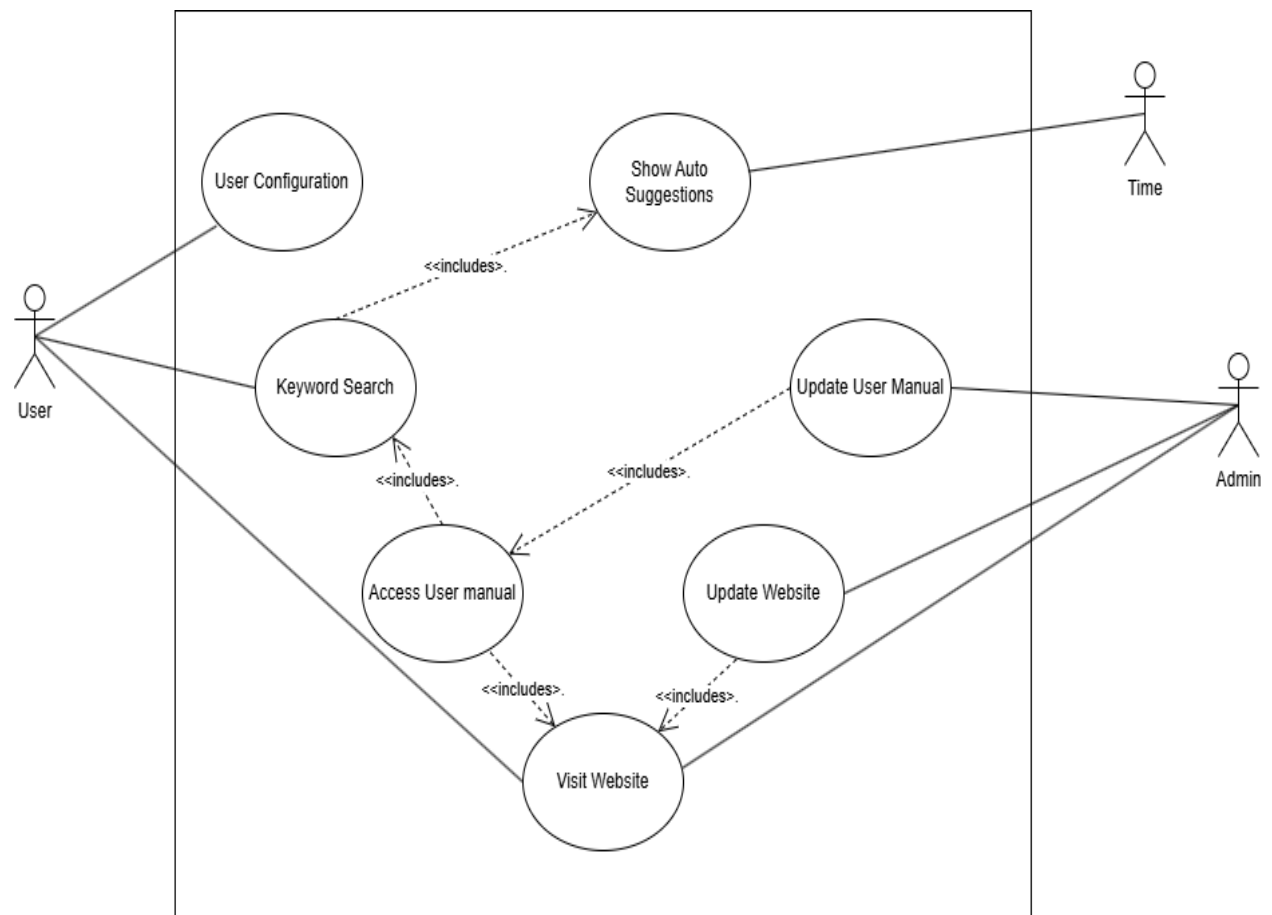 User Configuration
Show Auto
Suggestions
Time
<<includes>.
User
Keyword Search
Update User Manual
Admin
<<includes>.
<<includes>.
Access User manual
Update Website
<<includes>.
<<includes>.
Visit Website